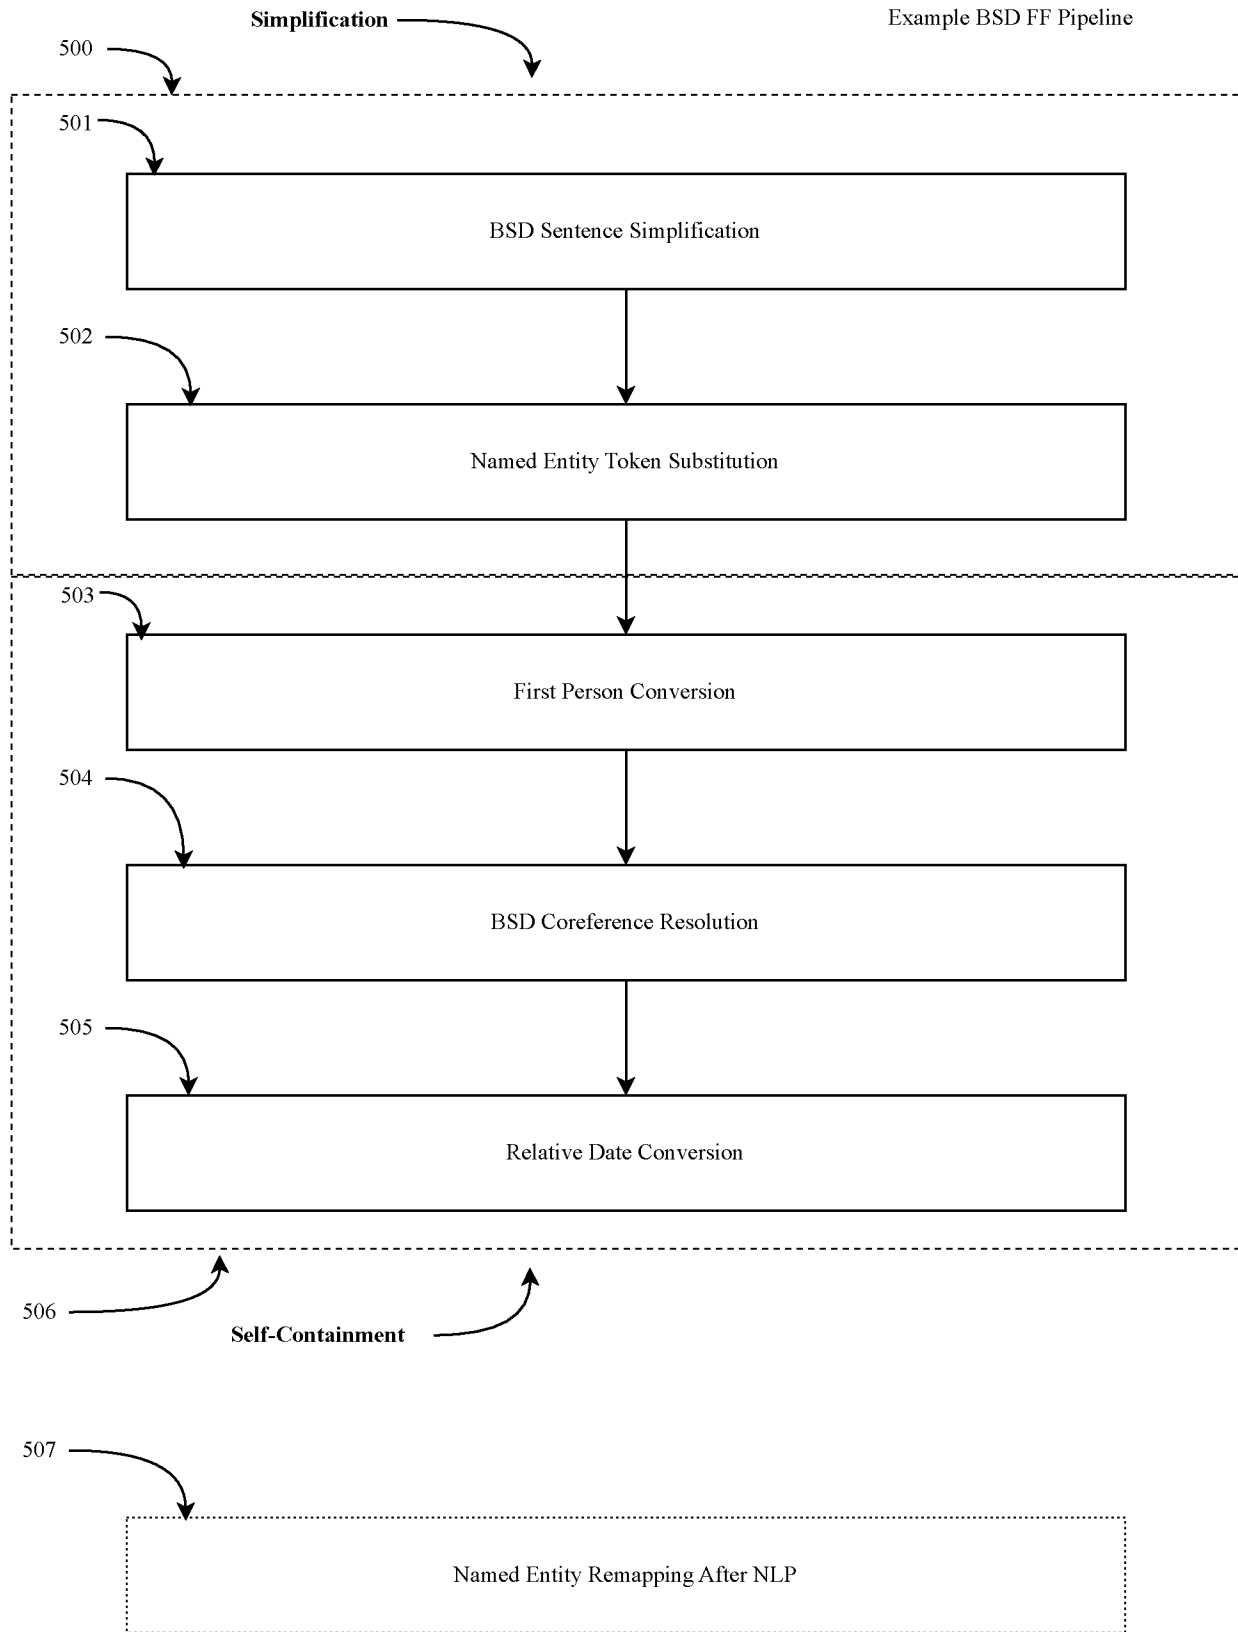 Simplification
Example BSD FF Pipeline
500
501
BSD Sentence Simplification
502
Named Entity Token Substitution
503
First Person Conversion
504
BSD Coreference Resolution
505
Relative Date Conversion
506
Self-Containment
507
Named Entity Remapping After NLP